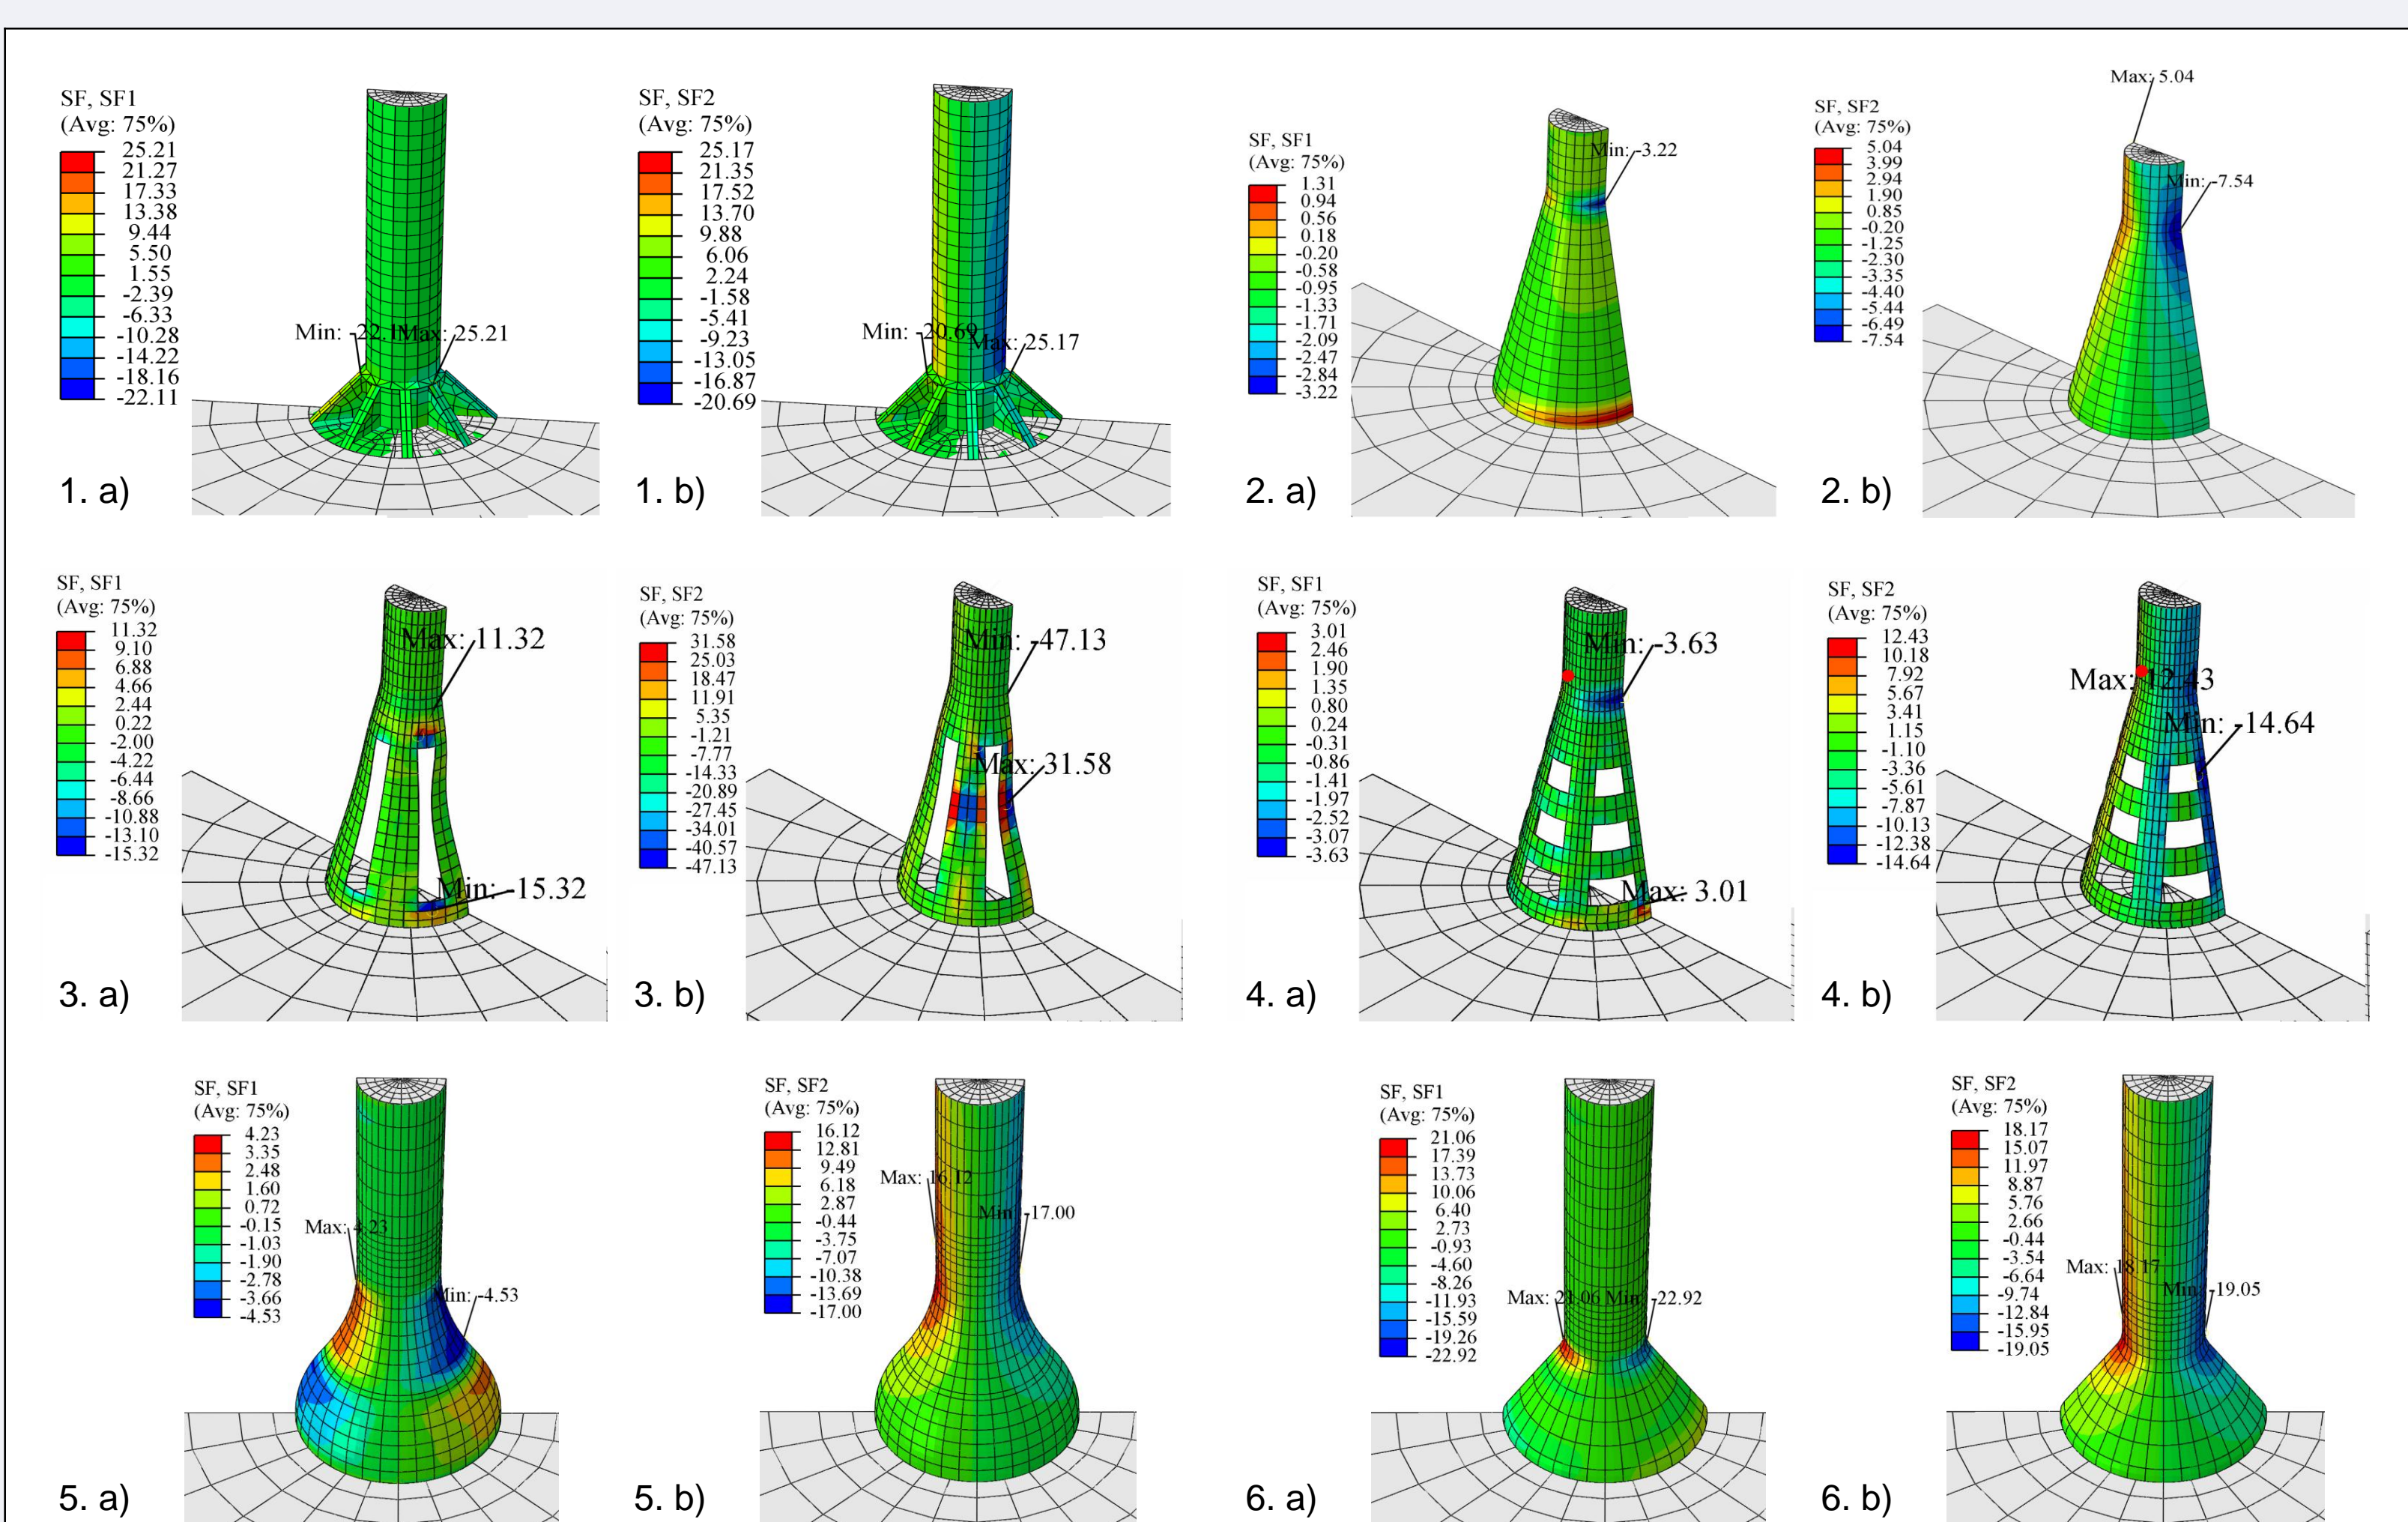 SF, SF1
(Avg: 75%)
25.21
21.27
17.33
13.38
9.44
5.50
1.55
-2.39
-6.33
-10.28
-14.22
-18.16
-22.11
Max: 25.21
1. a)
SF, SF2
(Avg: 75%)
25.17
21.35
17.52
13.70
9.88
6.06
2.24
-1.58
-5.41
-9.23
-13.05
-16.87
-20.69
Min: -20.69
Max: 25.17
1. b)
SF, SF1
(Avg: 75%)
1.31
0.94
0.56
0.18
-0.20
-0.58
-0.95
-1.33
-1.71
-2.09
-2.47
-2.84
-3.22
Min: -3.22
2. a)
Max: 5.04
SF, SF2
(Avg: 75%)
5.04
3.99
2.94
1.90
0.85
-0.20
-1.25
-2.30
-3.35
-4.40
-5.44
-6.49
-7.54
Min: -7.54
2. b)
SF, SF1
(Avg: 75%)
11.32
9.10
6.88
4.66
2.44
0.22
-2.00
-4.22
-6.44
-8.66
-10.88
-13.10
-15.32
Max: 11.32
Min: -15.32
3. a)
SF, SF2
(Avg: 75%)
31.58
25.03
18.47
11.91
5.35
-1.21
-7.77
-14.33
-20.89
-27.45
-34.01
-40.57
-47.13
Min: -47.13
Max: 31.58
3. b)
SF, SF1
(Avg: 75%)
3.01
2.46
1.90
1.35
0.80
0.24
-0.31
-0.86
-1.41
-1.97
-2.52
-3.07
-3.63
Min: -3.63
Max: 3.01
4. a)
SF, SF2
(Avg: 75%)
12.43
10.18
7.92
5.67
3.41
1.15
-1.10
-3.36
-5.61
-7.87
-10.13
-12.38
-14.64
Max: 12.43
Min: -14.64
4. b)
SF, SF1
(Avg: 75%)
4.23
3.35
2.48
1.60
0.72
-0.15
-1.03
-1.90
-2.78
-3.66
-4.53
Max: 4.23
Min: -4.53
5. a)
SF, SF2
(Avg: 75%)
16.12
12.81
9.49
6.18
2.87
-0.44
-3.75
-7.07
-10.38
-13.69
-17.00
Max: 16.12
Min: -17.00
5. b)
SF, SF1
(Avg: 75%)
21.06
17.39
13.73
10.06
6.40
2.73
-0.93
-4.60
-8.26
-11.93
-15.59
-19.26
-22.92
Max: 21.06 Min: -22.92
6. a)
SF, SF2
(Avg: 75%)
18.17
15.07
11.97
8.87
5.76
2.66
-0.44
-3.54
-6.64
-9.74
-12.84
-15.95
-19.05
Max: 18.17
Min: -19.05
6. b)